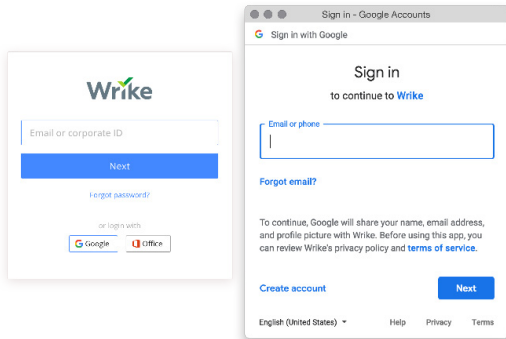 Wrike
Email or corporate ID
Next
Forgot password?
or login with
Google
Office
Sign in - Google Accounts
Sign in with Google
Sign in
to continue to Wrike
Email or phone
Forgot email?
To continue, Google will share your name, email address,
and profile picture with Wrike. Before using this app, you
can review Wrike's privacy policy and terms of service.
Create account
Next
English (United States)
Help
Privacy
Terms